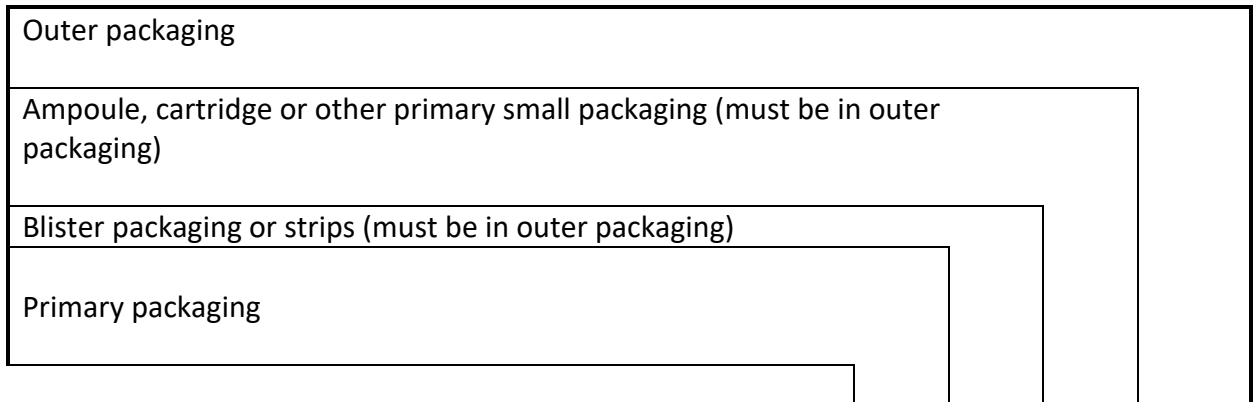 Outer packaging
Ampoule, cartridge or other primary small packaging (must be in outer
packaging)
Blister packaging or strips (must be in outer packaging)
Primary packaging